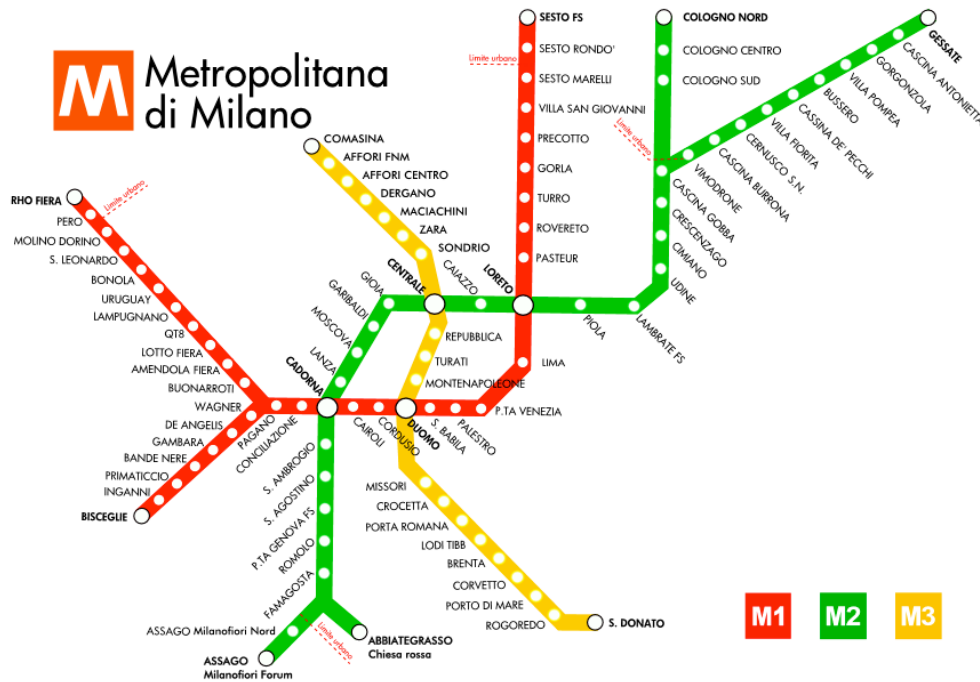 M
Metropolitana
di Milano
SESTO FS
SESTO RONDO'
Limite urbano
SESTO MARELLI
VILLA SAN GIOVANNI
PRECOTTO
GORLA
TURRO
ROVERETO
PASTEUR
LORETO
LIMA
P.TA VENEZIA
PALESTRO
S. BABILA
DUOMO
CORDUSIO
CAIROLI
CADORNA
CONCILIAZIONE
PAGANO
RHO FIERA
Limite urbano
PERO
MOLINO DORINO
S. LEONARDO
BONOLA
URUGUAY
LAMPUGNANO
QT8
LOTTO FIERA
AMENDOLA FIERA
BUONARROTI
WAGNER
DE ANGELIS
GAMBARA
BANDE NERE
PRIMATICCIO
INGANNI
BISCEGLIE
COLOGNO NORD
COLOGNO CENTRO
COLOGNO SUD
GESSATE
CASCINA ANTONIETTA
GORGONZOLA
VILLA POMPEA
BUSSERO
CASSINA DE' PECCHI
VILLA FIORITA
CERNUSCO S.N.
CASCINA BURRONA
VIMODRONE
Limite urbano
CASCINA GOBBA
CRESCENZAGO
CIMIANO
UDINE
LAMBRATE FS
PIOLA
CAIAZZO
CENTRALE
GIOIA
GARIBALDI
MOSCOVA
LANZA
S. AMBROGIO
S. AGOSTINO
P.TA GENOVA FS
ROMOLO
FAMAGOSTA
ASSAGO Milanofiori Nord
Limite urbano
ASSAGO
Milanofiori Forum
ABBIATEGRASSO
Chiesa rossa
COMASINA
AFFORI FNM
AFFORI CENTRO
DERGANO
MACIACHINI
ZARA
SONDRIO
REPUBBLICA
TURATI
MONTENAPOLEONE
MISSORI
CROCETTA
PORTA ROMANA
LODI TIBB
BRENTA
CORVETTO
PORTO DI MARE
ROGOREDO
S. DONATO
M1
M2
M3